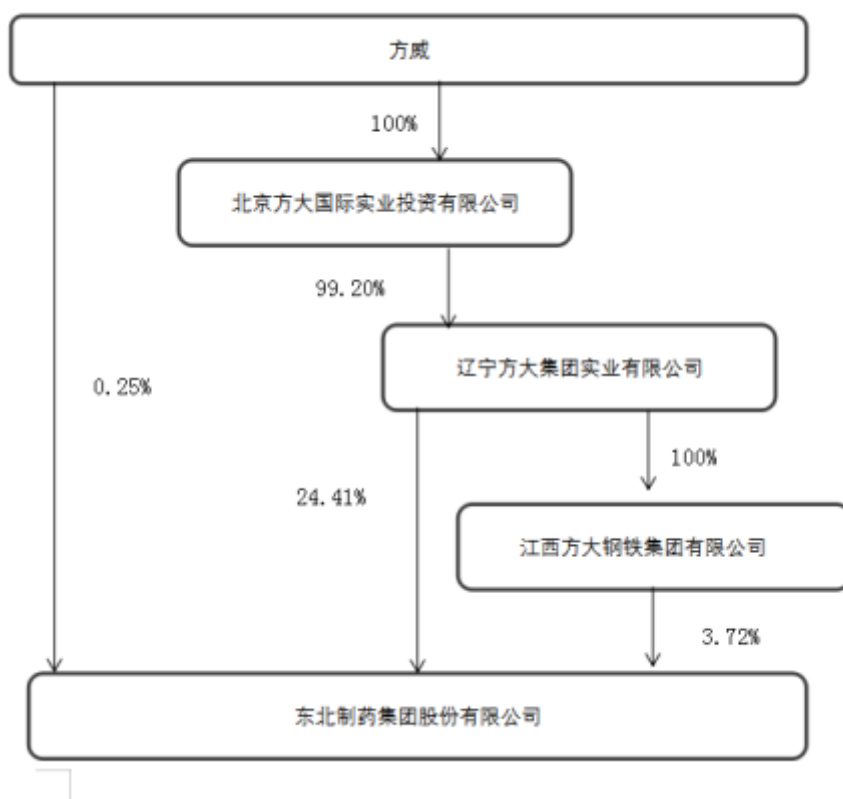 方威
100%
北京方大国际实业投资有限公司
99.20%
辽宁方大集团实业有限公司
0.25%
100%
24.41%
江西方大钢铁集团有限公司
3.72%
东北制药集团股份有限公司